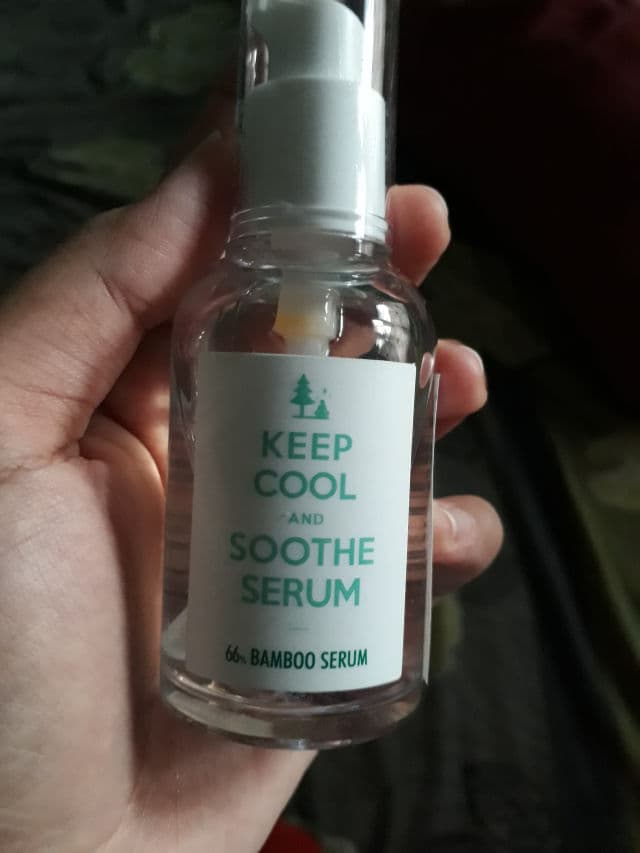 KEEP
COOL
AND
SOOTHE
SERUM
66% BAMBOO SERUM